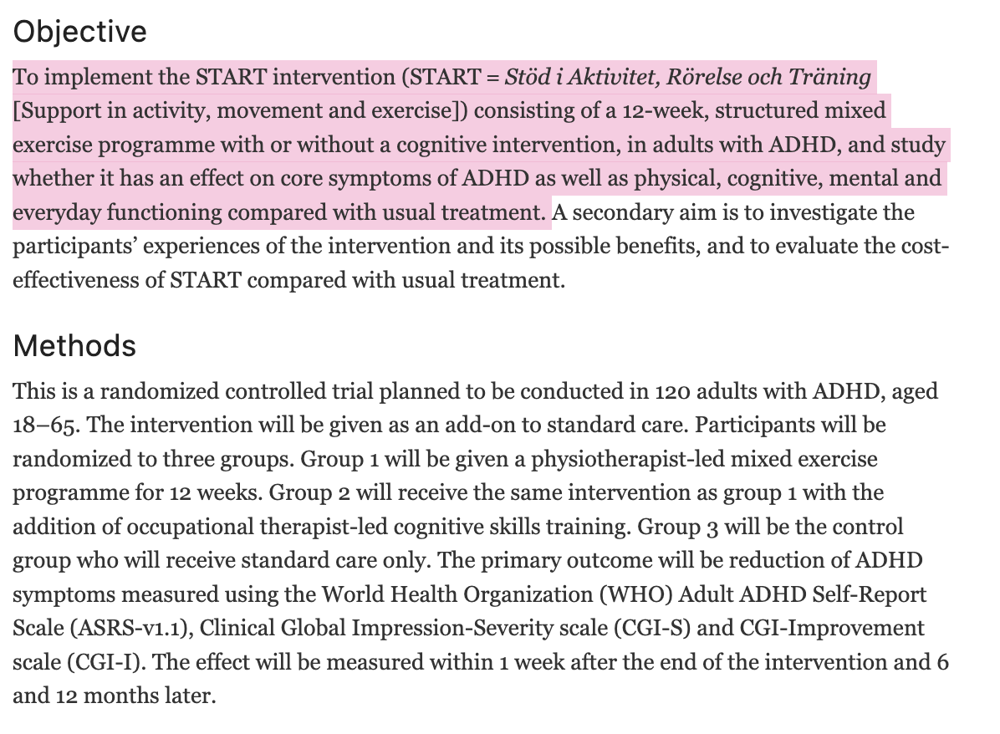 Objective
To implement the START intervention (START = Stöd i Aktivitet, Rörelse och Träning
[Support in activity, movement and exercise]) consisting of a 12-week, structured mixed
exercise programme with or without a cognitive intervention, in adults with ADHD, and study
whether it has an effect on core symptoms of ADHD as well as physical, cognitive, mental and
everyday functioning compared with usual treatment. A secondary aim is to investigate the
participants’ experiences of the intervention and its possible benefits, and to evaluate the cost-
effectiveness of START compared with usual treatment.
Methods
This is a randomized controlled trial planned to be conducted in 120 adults with ADHD, aged
18–65. The intervention will be given as an add-on to standard care. Participants will be
randomized to three groups. Group 1 will be given a physiotherapist-led mixed exercise
programme for 12 weeks. Group 2 will receive the same intervention as group 1 with the
addition of occupational therapist-led cognitive skills training. Group 3 will be the control
group who will receive standard care only. The primary outcome will be reduction of ADHD
symptoms measured using the World Health Organization (WHO) Adult ADHD Self-Report
Scale (ASRS-v1.1), Clinical Global Impression-Severity scale (CGI-S) and CGI-Improvement
scale (CGI-I). The effect will be measured within 1 week after the end of the intervention and 6
and 12 months later.